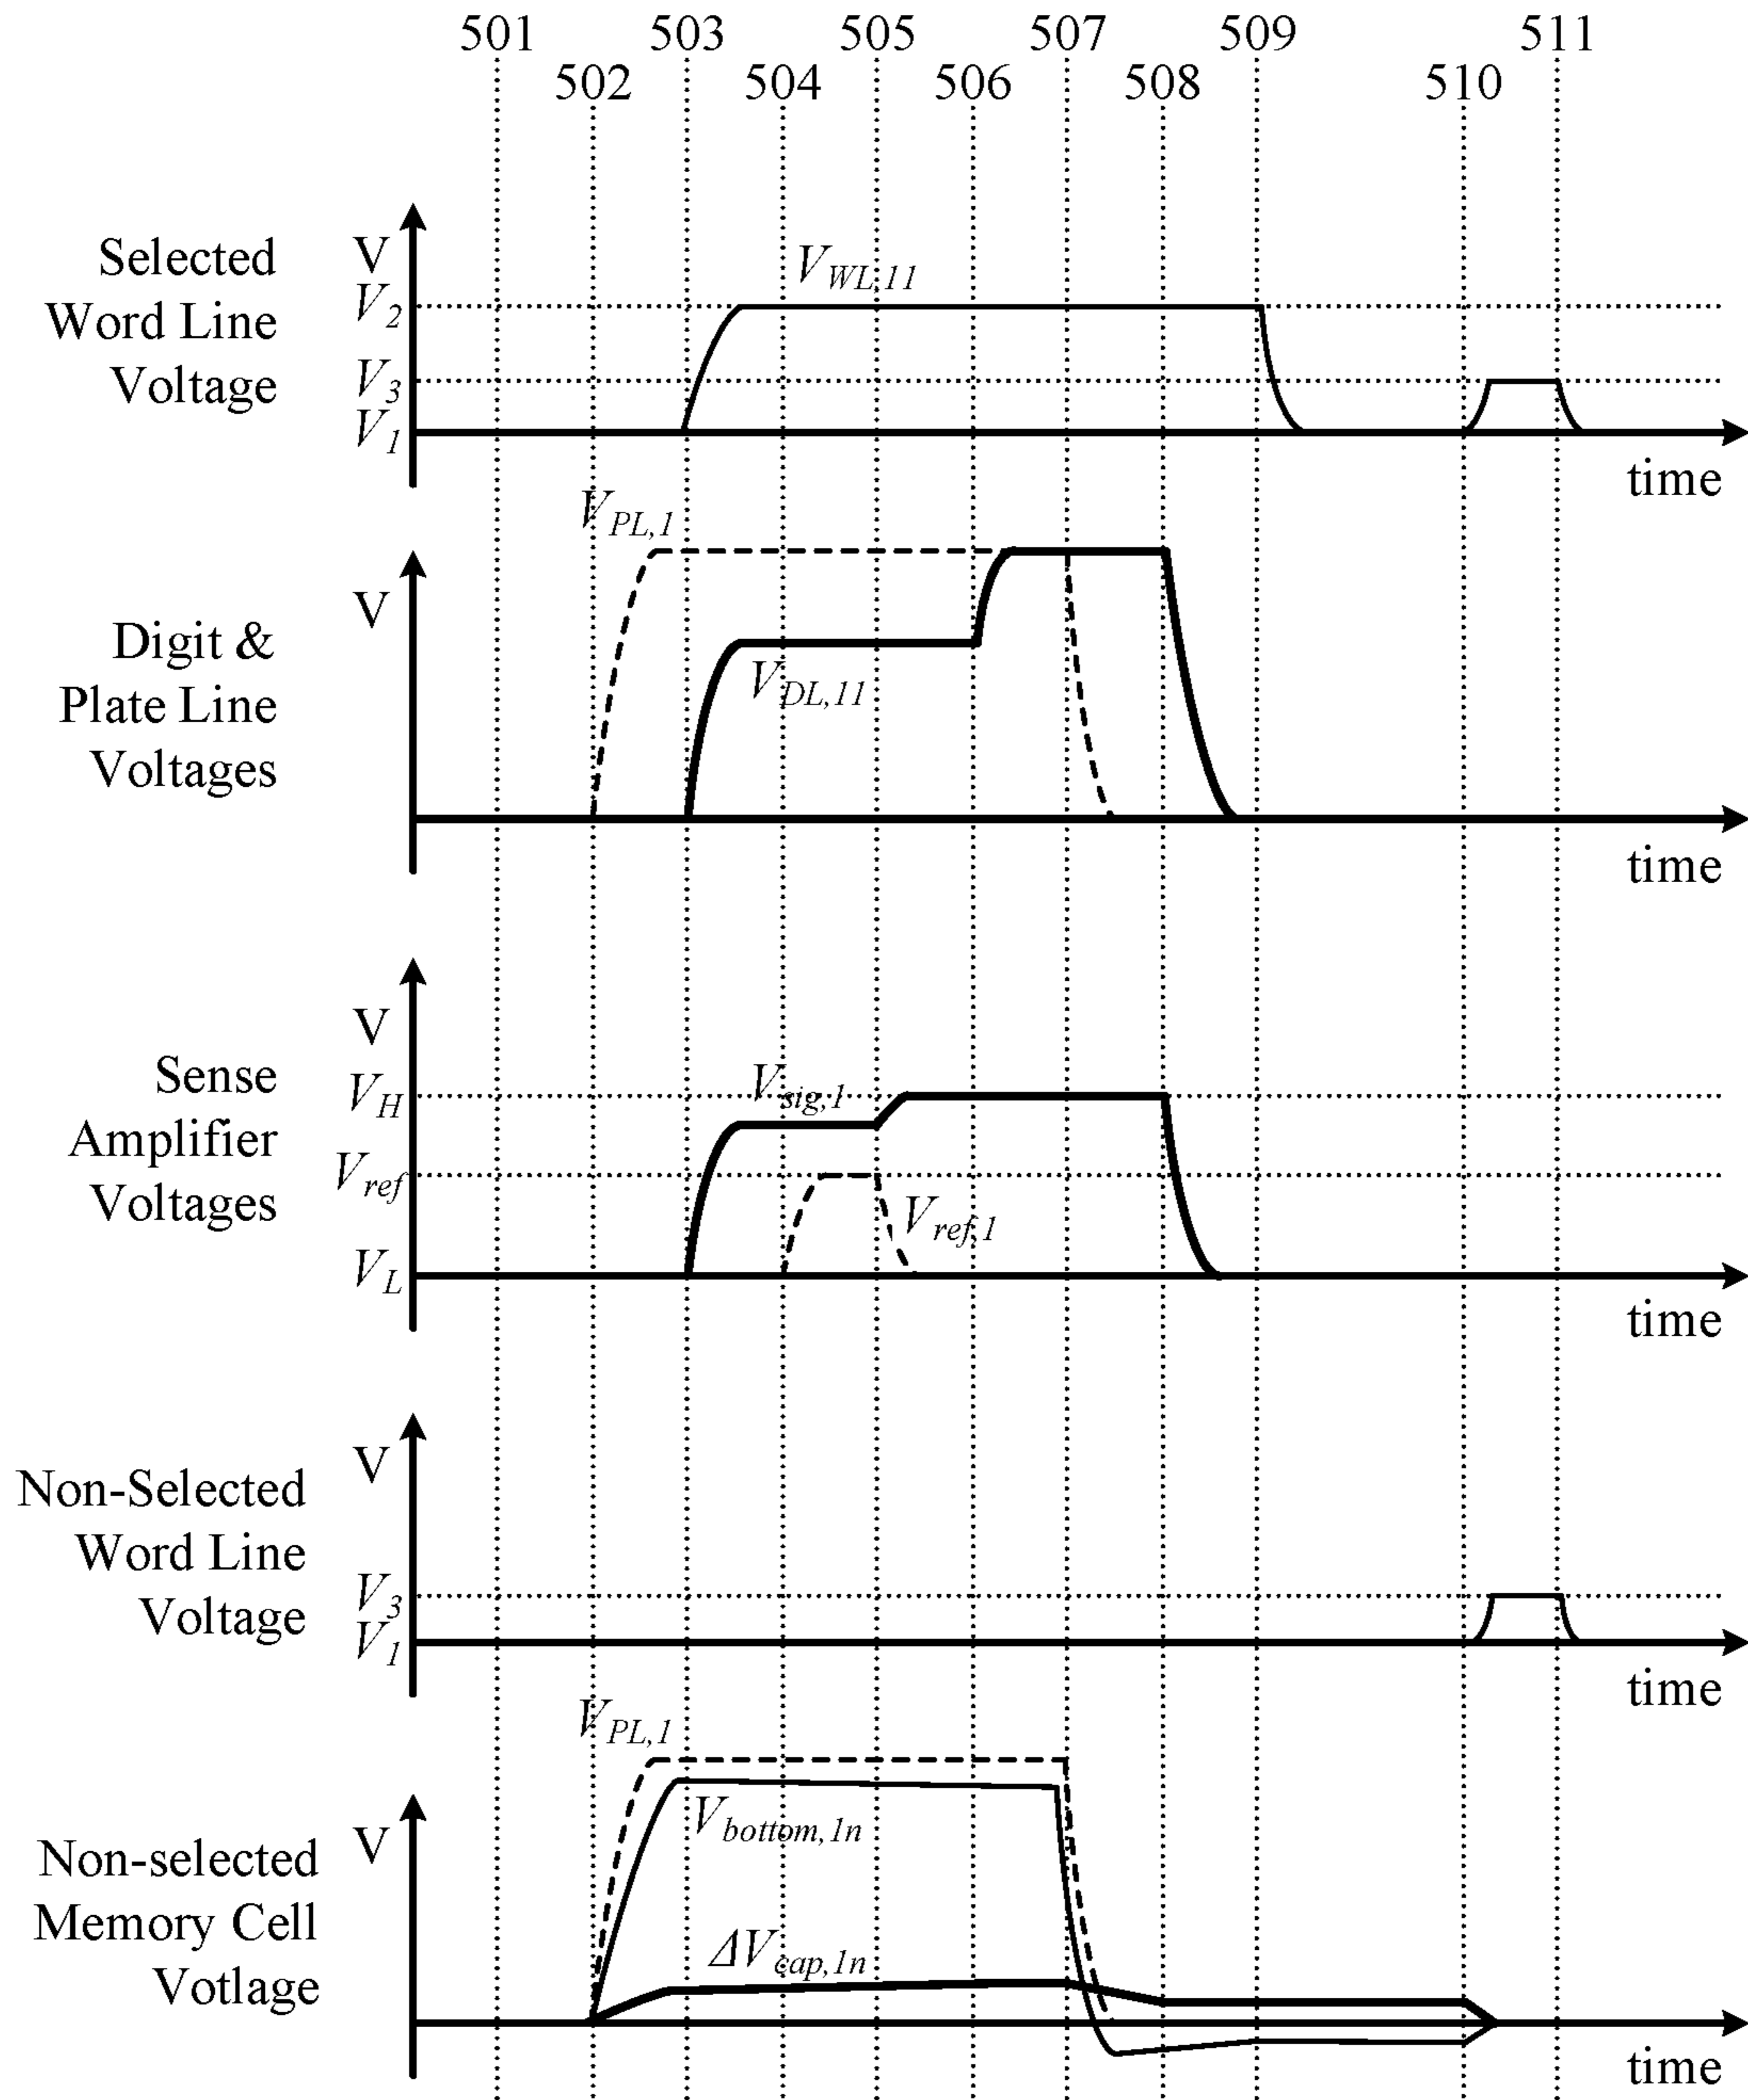 501 503 505 507 509 511
502 504 506 508 510
Selected
Word Line
Voltage
V
V2
V3
V1
VWL,11
time
Digit &
Plate Line
Voltages
V
VPL,1
VDL,11
time
Sense
Amplifier
Voltages
V
VH
Vref
VL
Vsig,1
Vref,1
time
Non-Selected
Word Line
Voltage
V
V3
V1
time
Non-selected
Memory Cell
Votlage
V
VPL,1
Vbottom,1n
ΔVcap,1n
time